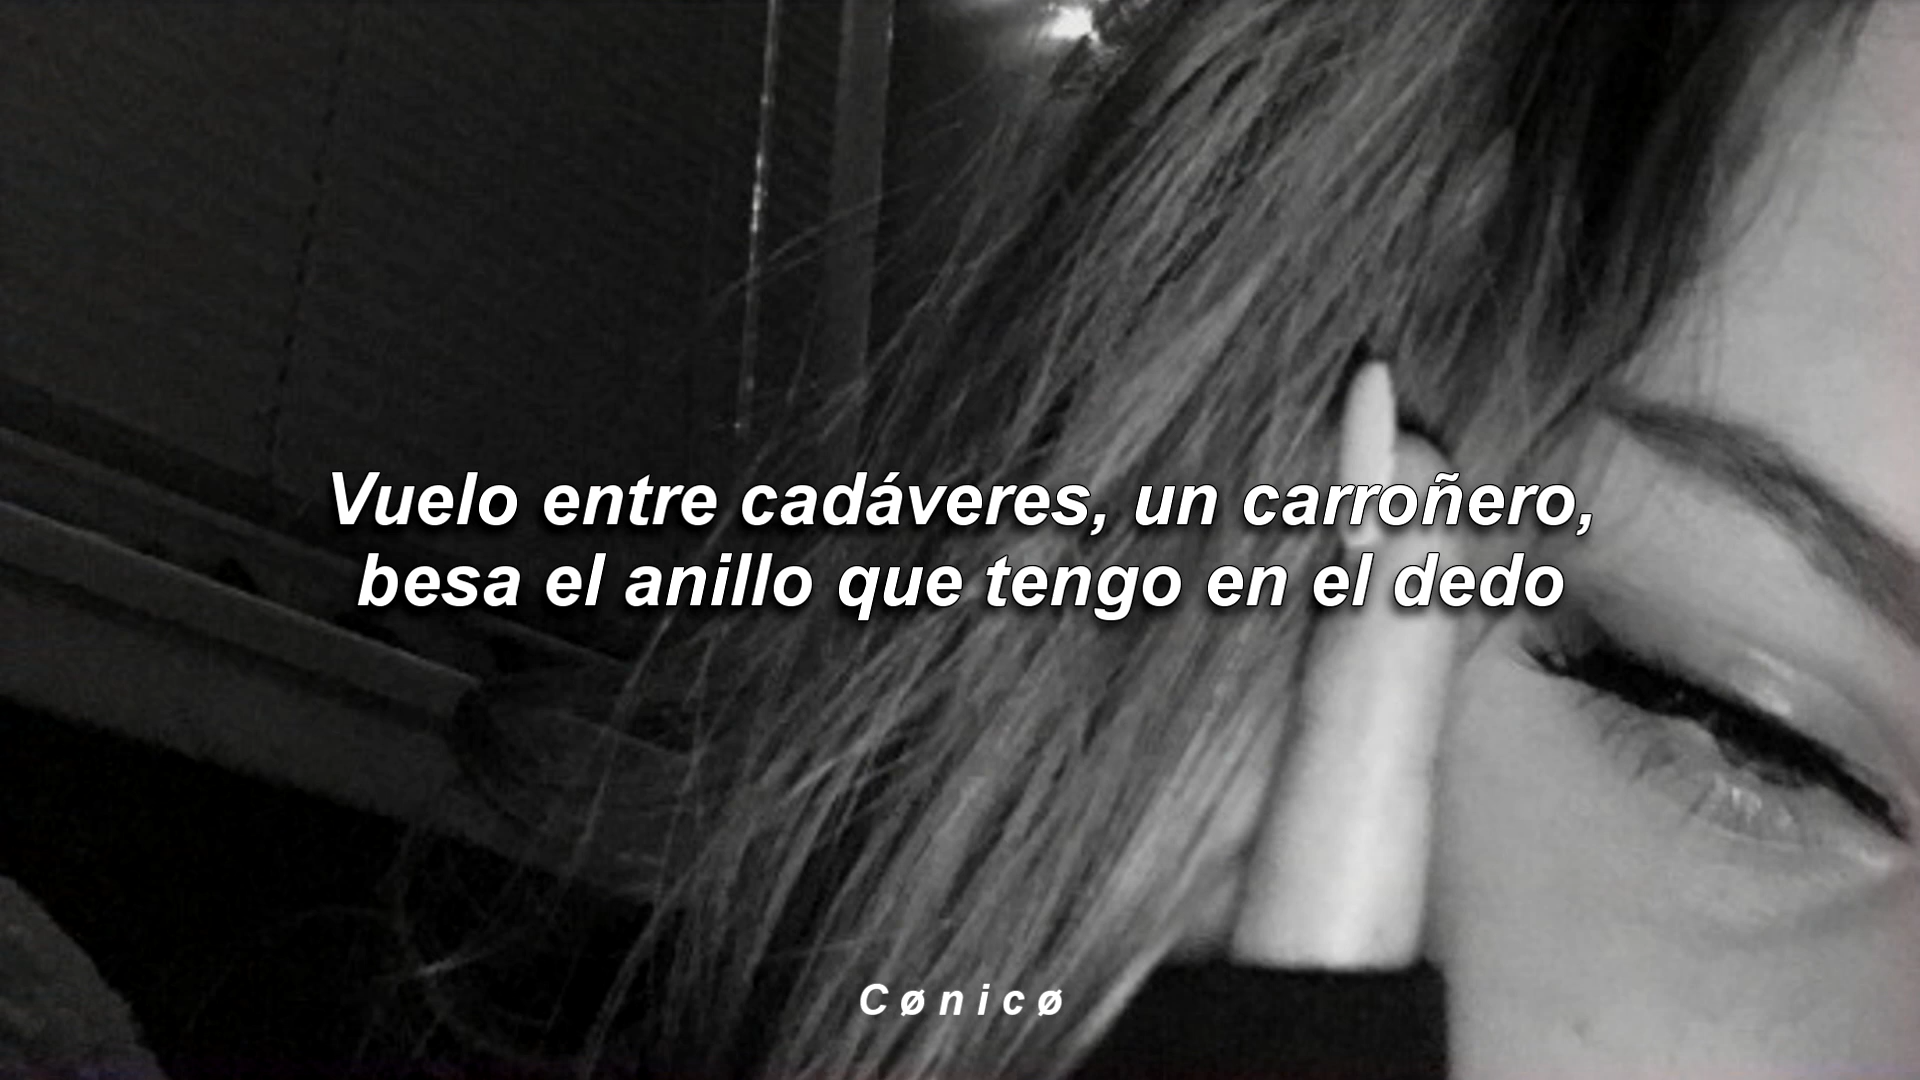 Vuelo entre cadáveres, un carroñero,
besa el anillo que tengo en el dedo
Cønicø